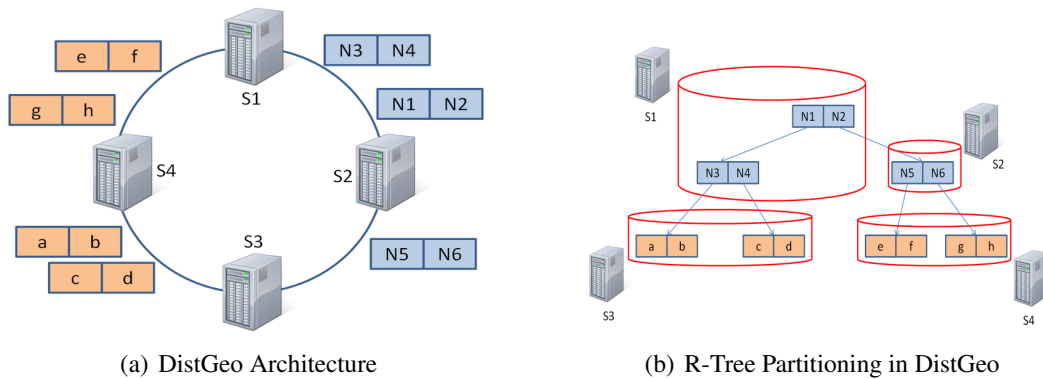 e f
N3 N4
S1
g h
N1 N2
S4
S2
a b
c d
S3
N5 N6
(a) DistGeo Architecture
S1
N1 N2
S2
N3 N4
N5 N6
a b
c d
e f
g h
S3
S4
(b) R-Tree Partitioning in DistGeo